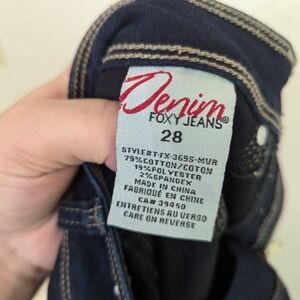 Denim
FOXY JEANS®
28
STYLE#T-FX-3695-MVR
79%COTTON/COTON
19%POLYESTER
2%SPANDEX
MADE IN CHINA
FABRIQUÉ EN CHINE
CA# 39450
ENTRETIENS AU VERSO
CARE ON REVERSE